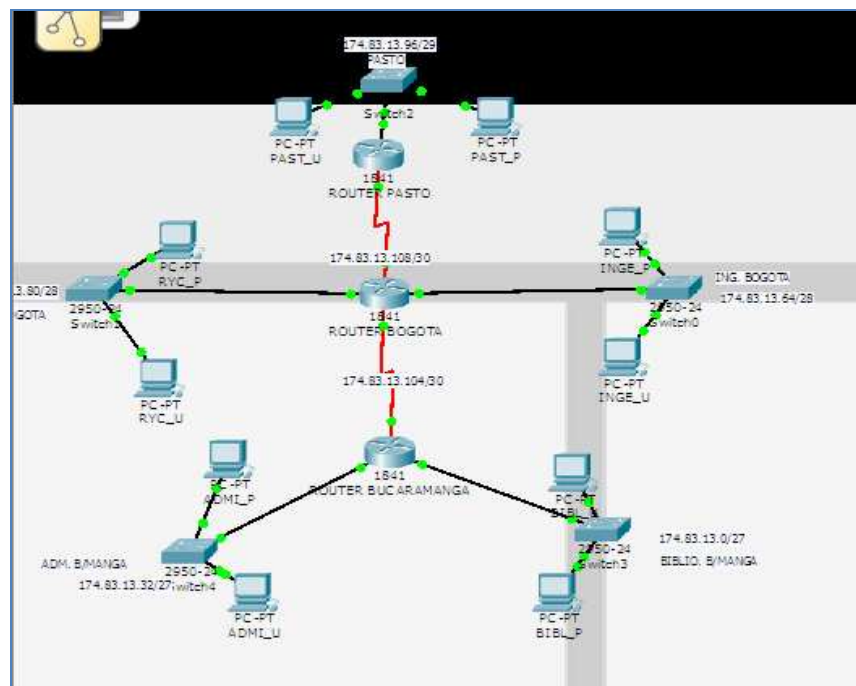 174.83.13.96/29
PASTO
Switch2
PC-PT
PAST_U
PC-PT
PAST_P
1841
ROUTER PASTO
174.83.13.108/30
PC-PT
RYC_P
PC-PT
INGE_P
ING. BOGOTA
174.83.13.64/28
3.80/28
OGOTA
2950-24
Switch1
1841
ROUTER BOGOTA
2950-24
Switch0
PC-PT
RYC_U
PC-PT
INGE_U
174.83.13.104/30
1841
ROUTER BUCARAMANGA
PC-PT
ADMI_P
PC-PT
174.83.13.0/27
BIBLIO. B/MANGA
2950-24
Switch3
ADM. B/MANGA
174.83.13.32/27
2950-24
witch4
PC-PT
ADMI_U
PC-PT
BIBL_P